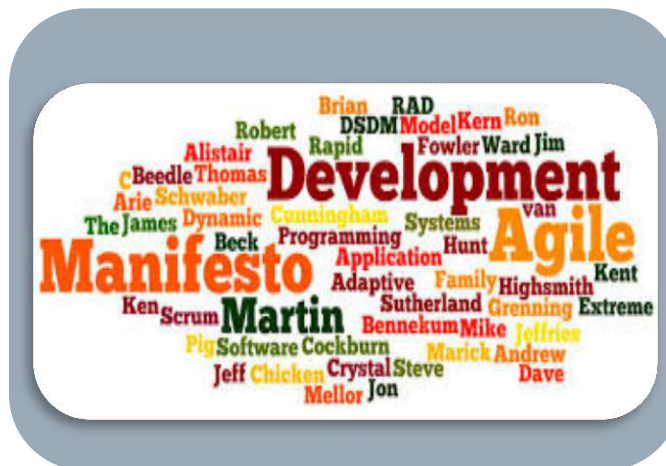 Brian RAD
Robert DSDM Model Kern Ron
Alistair Rapid Fowler Ward Jim
C Beedle Thomas Development
Arie Schwaber van
The James Dynamic Cunningham Systems Agile
Beck Programming Hunt
Manifesto Application Kent
Adaptive Family Highsmith
Ken Scrum Martin Sutherland Grenning Extreme
Bennekum Mike Jeffries
Pig Software Cockburn Marick Andrew
Jeff Chicken Crystal Steve Dave
Mellor Jon